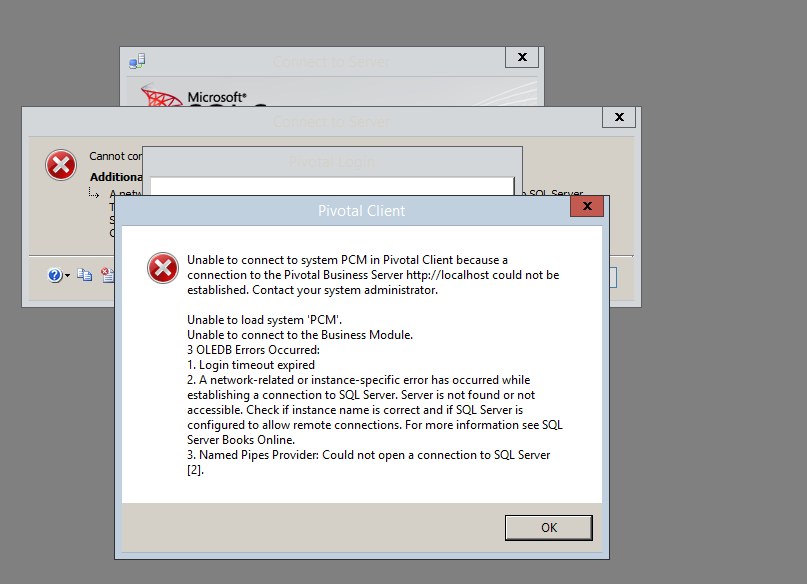 Connect to Server
x
Microsoft®
Connect to Server
x
Cannot con
Additiona
Pivotal Login
SQL Server
Pivotal Client
x
Unable to connect to system PCM in Pivotal Client because a
connection to the Pivotal Business Server http://localhost could not be
established. Contact your system administrator.
Unable to load system 'PCM'.
Unable to connect to the Business Module.
3 OLEDB Errors Occurred:
1. Login timeout expired
2. A network-related or instance-specific error has occurred while
establishing a connection to SQL Server. Server is not found or not
accessible. Check if instance name is correct and if SQL Server is
configured to allow remote connections. For more information see SQL
Server Books Online.
3. Named Pipes Provider: Could not open a connection to SQL Server
[2].
OK